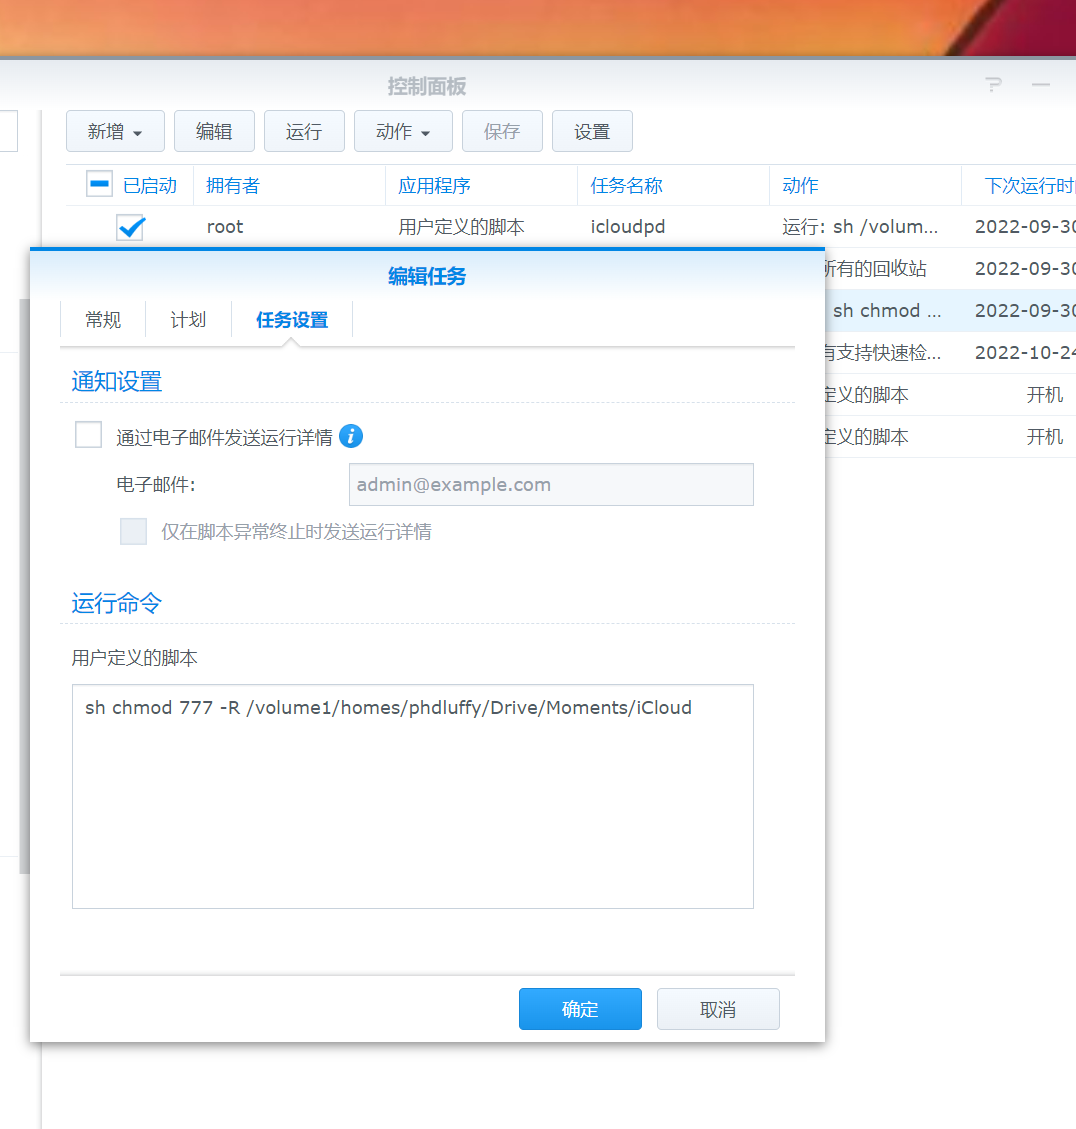 控制面板
新增 编辑 运行 动作 保存 设置
已启动 拥有者 应用程序 任务名称 动作 下次运行时
root 用户定义的脚本 icloudpd 运行: sh /volum... 2022-09-30
所有的回收站 2022-09-30
sh chmod ... 2022-09-30
有支持快速检... 2022-10-24
定义的脚本 开机
定义的脚本 开机
编辑任务
常规 计划 任务设置
通知设置
通过电子邮件发送运行详情
电子邮件: admin@example.com
仅在脚本异常终止时发送运行详情
运行命令
用户定义的脚本
sh chmod 777 -R /volume1/homes/phdluffy/Drive/Moments/iCloud
确定 取消